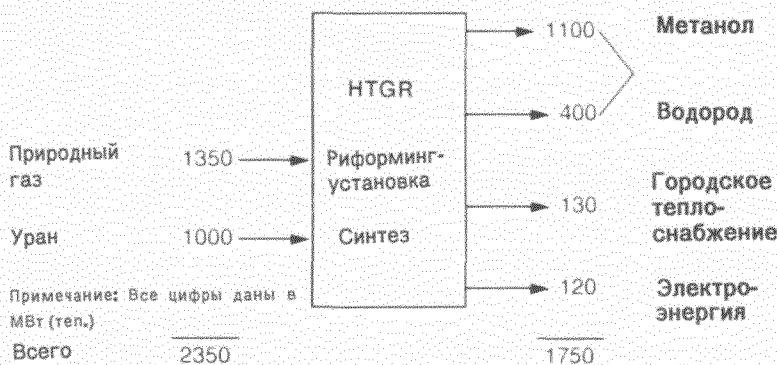 1100 Метанол
HTGR
400 Водород
Природный
газ
1350
Риформинг-
установка
130
Городское
тепло-
снабжение
Уран 1000 Синтез
Примечание: Все цифры даны в
МВт (теп.)
120
Электро-
энергия
Всего 2350 1750